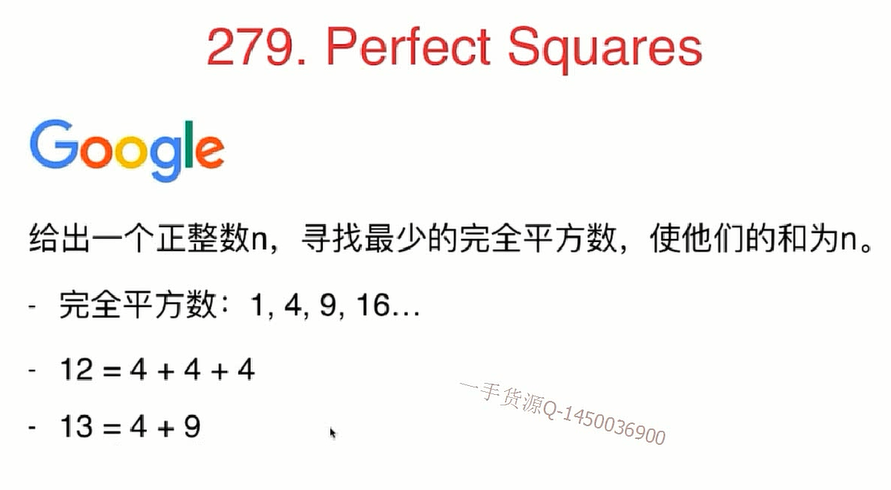 279. Perfect Squares
Google
给出一个正整数n，寻找最少的完全平方数，使他们的和为n。
- 完全平方数：1, 4, 9, 16...
- 12 = 4 + 4 + 4
- 13 = 4 + 9
一手货源Q-1450036900